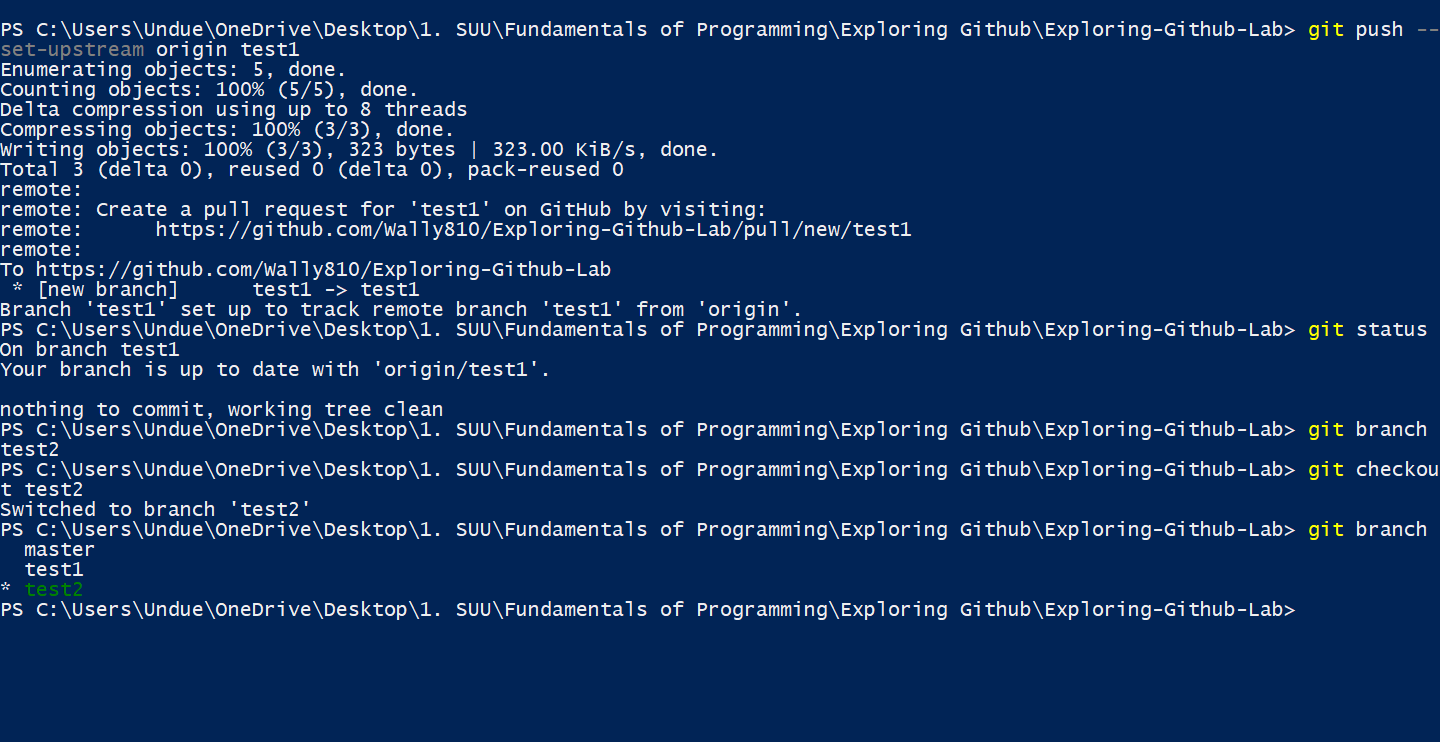 PS C:\Users\Undue\OneDrive\Desktop\1. SUU\Fundamentals of Programming\Exploring Github\Exploring-Github-Lab> git push --
set-upstream origin test1
Enumerating objects: 5, done.
Counting objects: 100% (5/5), done.
Delta compression using up to 8 threads
Compressing objects: 100% (3/3), done.
Writing objects: 100% (3/3), 323 bytes | 323.00 KiB/s, done.
Total 3 (delta 0), reused 0 (delta 0), pack-reused 0
remote:
remote: Create a pull request for 'test1' on GitHub by visiting:
remote:      https://github.com/Wally810/Exploring-Github-Lab/pull/new/test1
remote:
To https://github.com/Wally810/Exploring-Github-Lab
 * [new branch]      test1 -> test1
Branch 'test1' set up to track remote branch 'test1' from 'origin'.
PS C:\Users\Undue\OneDrive\Desktop\1. SUU\Fundamentals of Programming\Exploring Github\Exploring-Github-Lab> git status
On branch test1
Your branch is up to date with 'origin/test1'.
nothing to commit, working tree clean
PS C:\Users\Undue\OneDrive\Desktop\1. SUU\Fundamentals of Programming\Exploring Github\Exploring-Github-Lab> git branch
test2
PS C:\Users\Undue\OneDrive\Desktop\1. SUU\Fundamentals of Programming\Exploring Github\Exploring-Github-Lab> git checkou
t test2
Switched to branch 'test2'
PS C:\Users\Undue\OneDrive\Desktop\1. SUU\Fundamentals of Programming\Exploring Github\Exploring-Github-Lab> git branch
  master
  test1
* test2
PS C:\Users\Undue\OneDrive\Desktop\1. SUU\Fundamentals of Programming\Exploring Github\Exploring-Github-Lab>